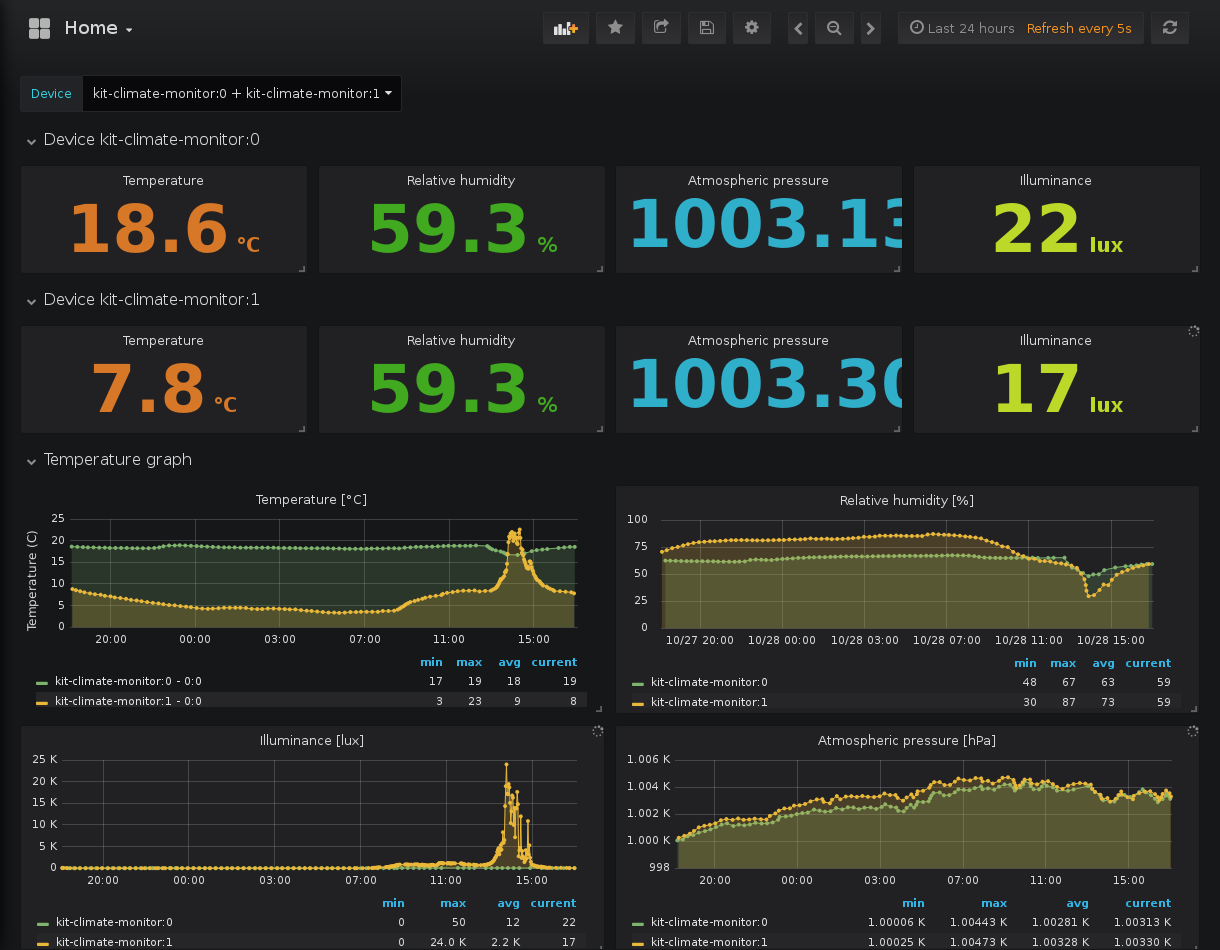 Home
Last 24 hours Refresh every 5s
Device kit-climate-monitor:0 + kit-climate-monitor:1
Device kit-climate-monitor:0
Temperature Relative humidity Atmospheric pressure Illuminance
18.6 °C 59.3 % 1003.13 22 lux
Device kit-climate-monitor:1
Temperature Relative humidity Atmospheric pressure Illuminance
7.8 °C 59.3 % 1003.30 17 lux
Temperature graph
Temperature [°C]
Temperature (C)
25
20
15
10
5
0
20:00 00:00 03:00 07:00 11:00 15:00
min max avg current
kit-climate-monitor:0 - 0:0 17 19 18 19
kit-climate-monitor:1 - 0:0 3 23 9 8
Relative humidity [%]
100
75
50
25
0
10/27 20:00 10/28 00:00 10/28 03:00 10/28 07:00 10/28 11:00 10/28 15:00
min max avg current
kit-climate-monitor:0 48 67 63 59
kit-climate-monitor:1 30 87 73 59
Illuminance [lux]
25 K
20 K
15 K
10 K
5 K
0
20:00 00:00 03:00 07:00 11:00 15:00
min max avg current
kit-climate-monitor:0 0 50 12 22
kit-climate-monitor:1 0 24.0 K 2.2 K 17
Atmospheric pressure [hPa]
1.006 K
1.004 K
1.002 K
1.000 K
998
20:00 00:00 03:00 07:00 11:00 15:00
min max avg current
kit-climate-monitor:0 1.00006 K 1.00443 K 1.00281 K 1.00313 K
kit-climate-monitor:1 1.00025 K 1.00473 K 1.00328 K 1.00330 K